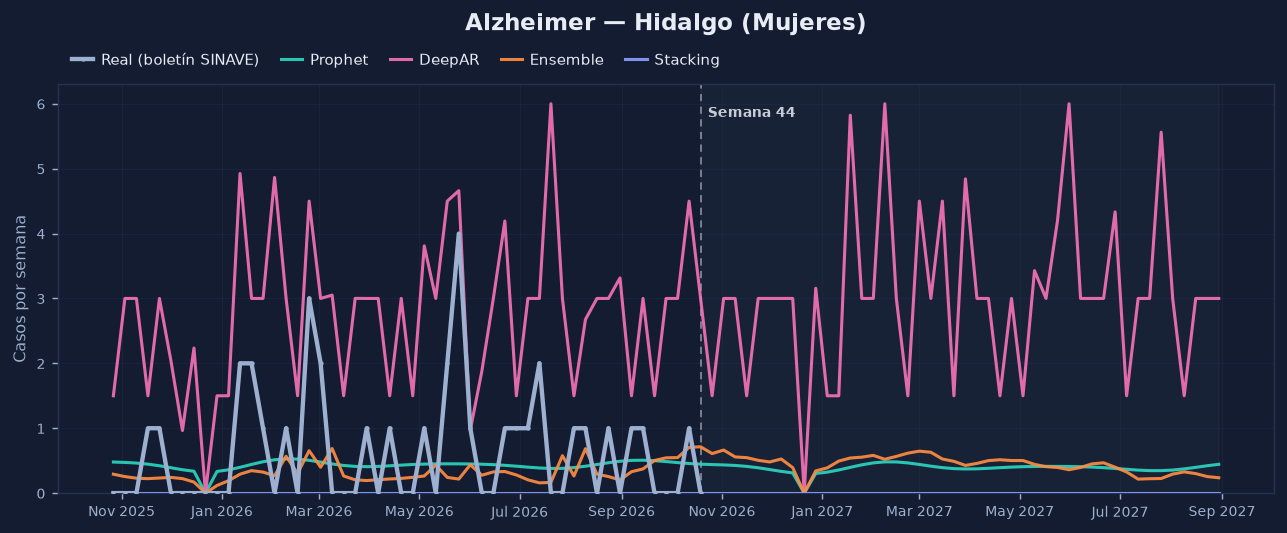 Alzheimer — Hidalgo (Mujeres)
Real (boletín SINAVE) Prophet DeepAR Ensemble Stacking
Semana 44
Casos por semana
6
5
4
3
2
1
0
Nov 2025 Jan 2026 Mar 2026 May 2026 Jul 2026 Sep 2026 Nov 2026 Jan 2027 Mar 2027 May 2027 Jul 2027 Sep 2027